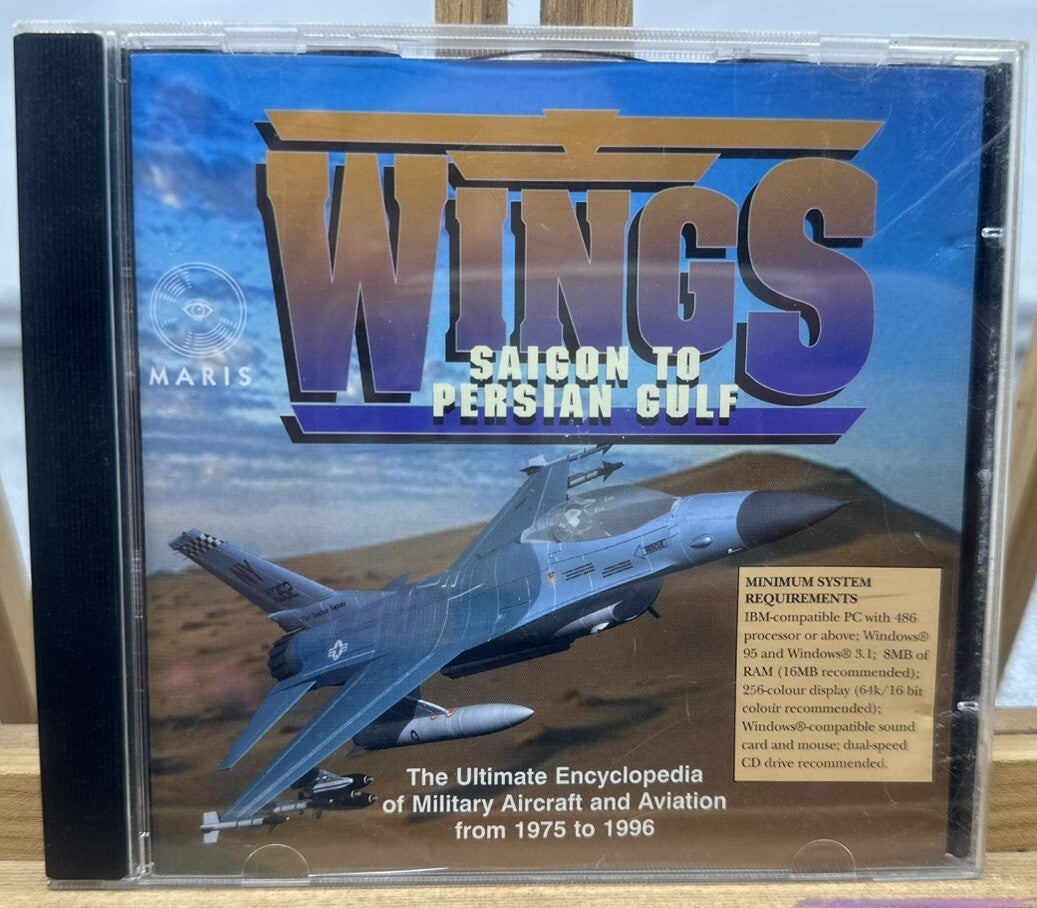 WINGS
SAIGON TO
PERSIAN GULF
MARIS
NY
RESCUE
MINIMUM SYSTEM
REQUIREMENTS
IBM-compatible PC with 486
processor or above; Windows®
95 and Windows® 3.1; 8MB of
RAM (16MB recommended);
256-colour display (64k/16 bit
colour recommended);
Windows®-compatible sound
card and mouse; dual-speed
CD drive recommended.
The Ultimate Encyclopedia
of Military Aircraft and Aviation
from 1975 to 1996